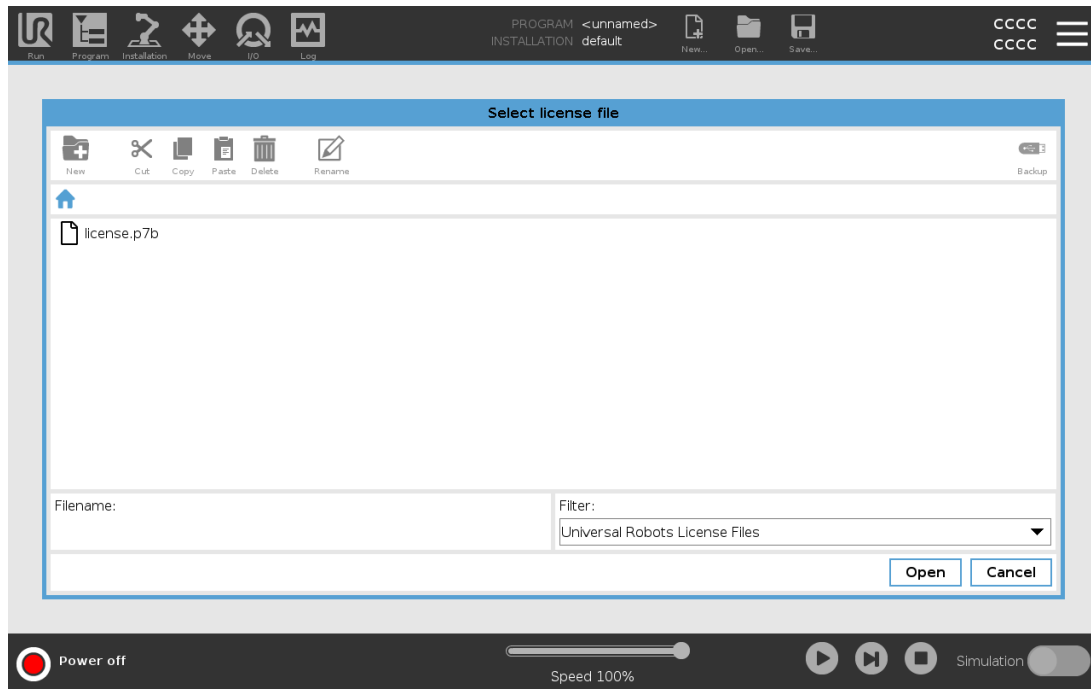 PROGRAM <unnamed>
INSTALLATION default
CCCC
CCCC
Run Program Installation Move I/O Log New... Open... Save...
Select license file
New Cut Copy Paste Delete Rename Backup
license.p7b
Filename:
Filter:
Universal Robots License Files
Open Cancel
Power off
Speed 100%
Simulation